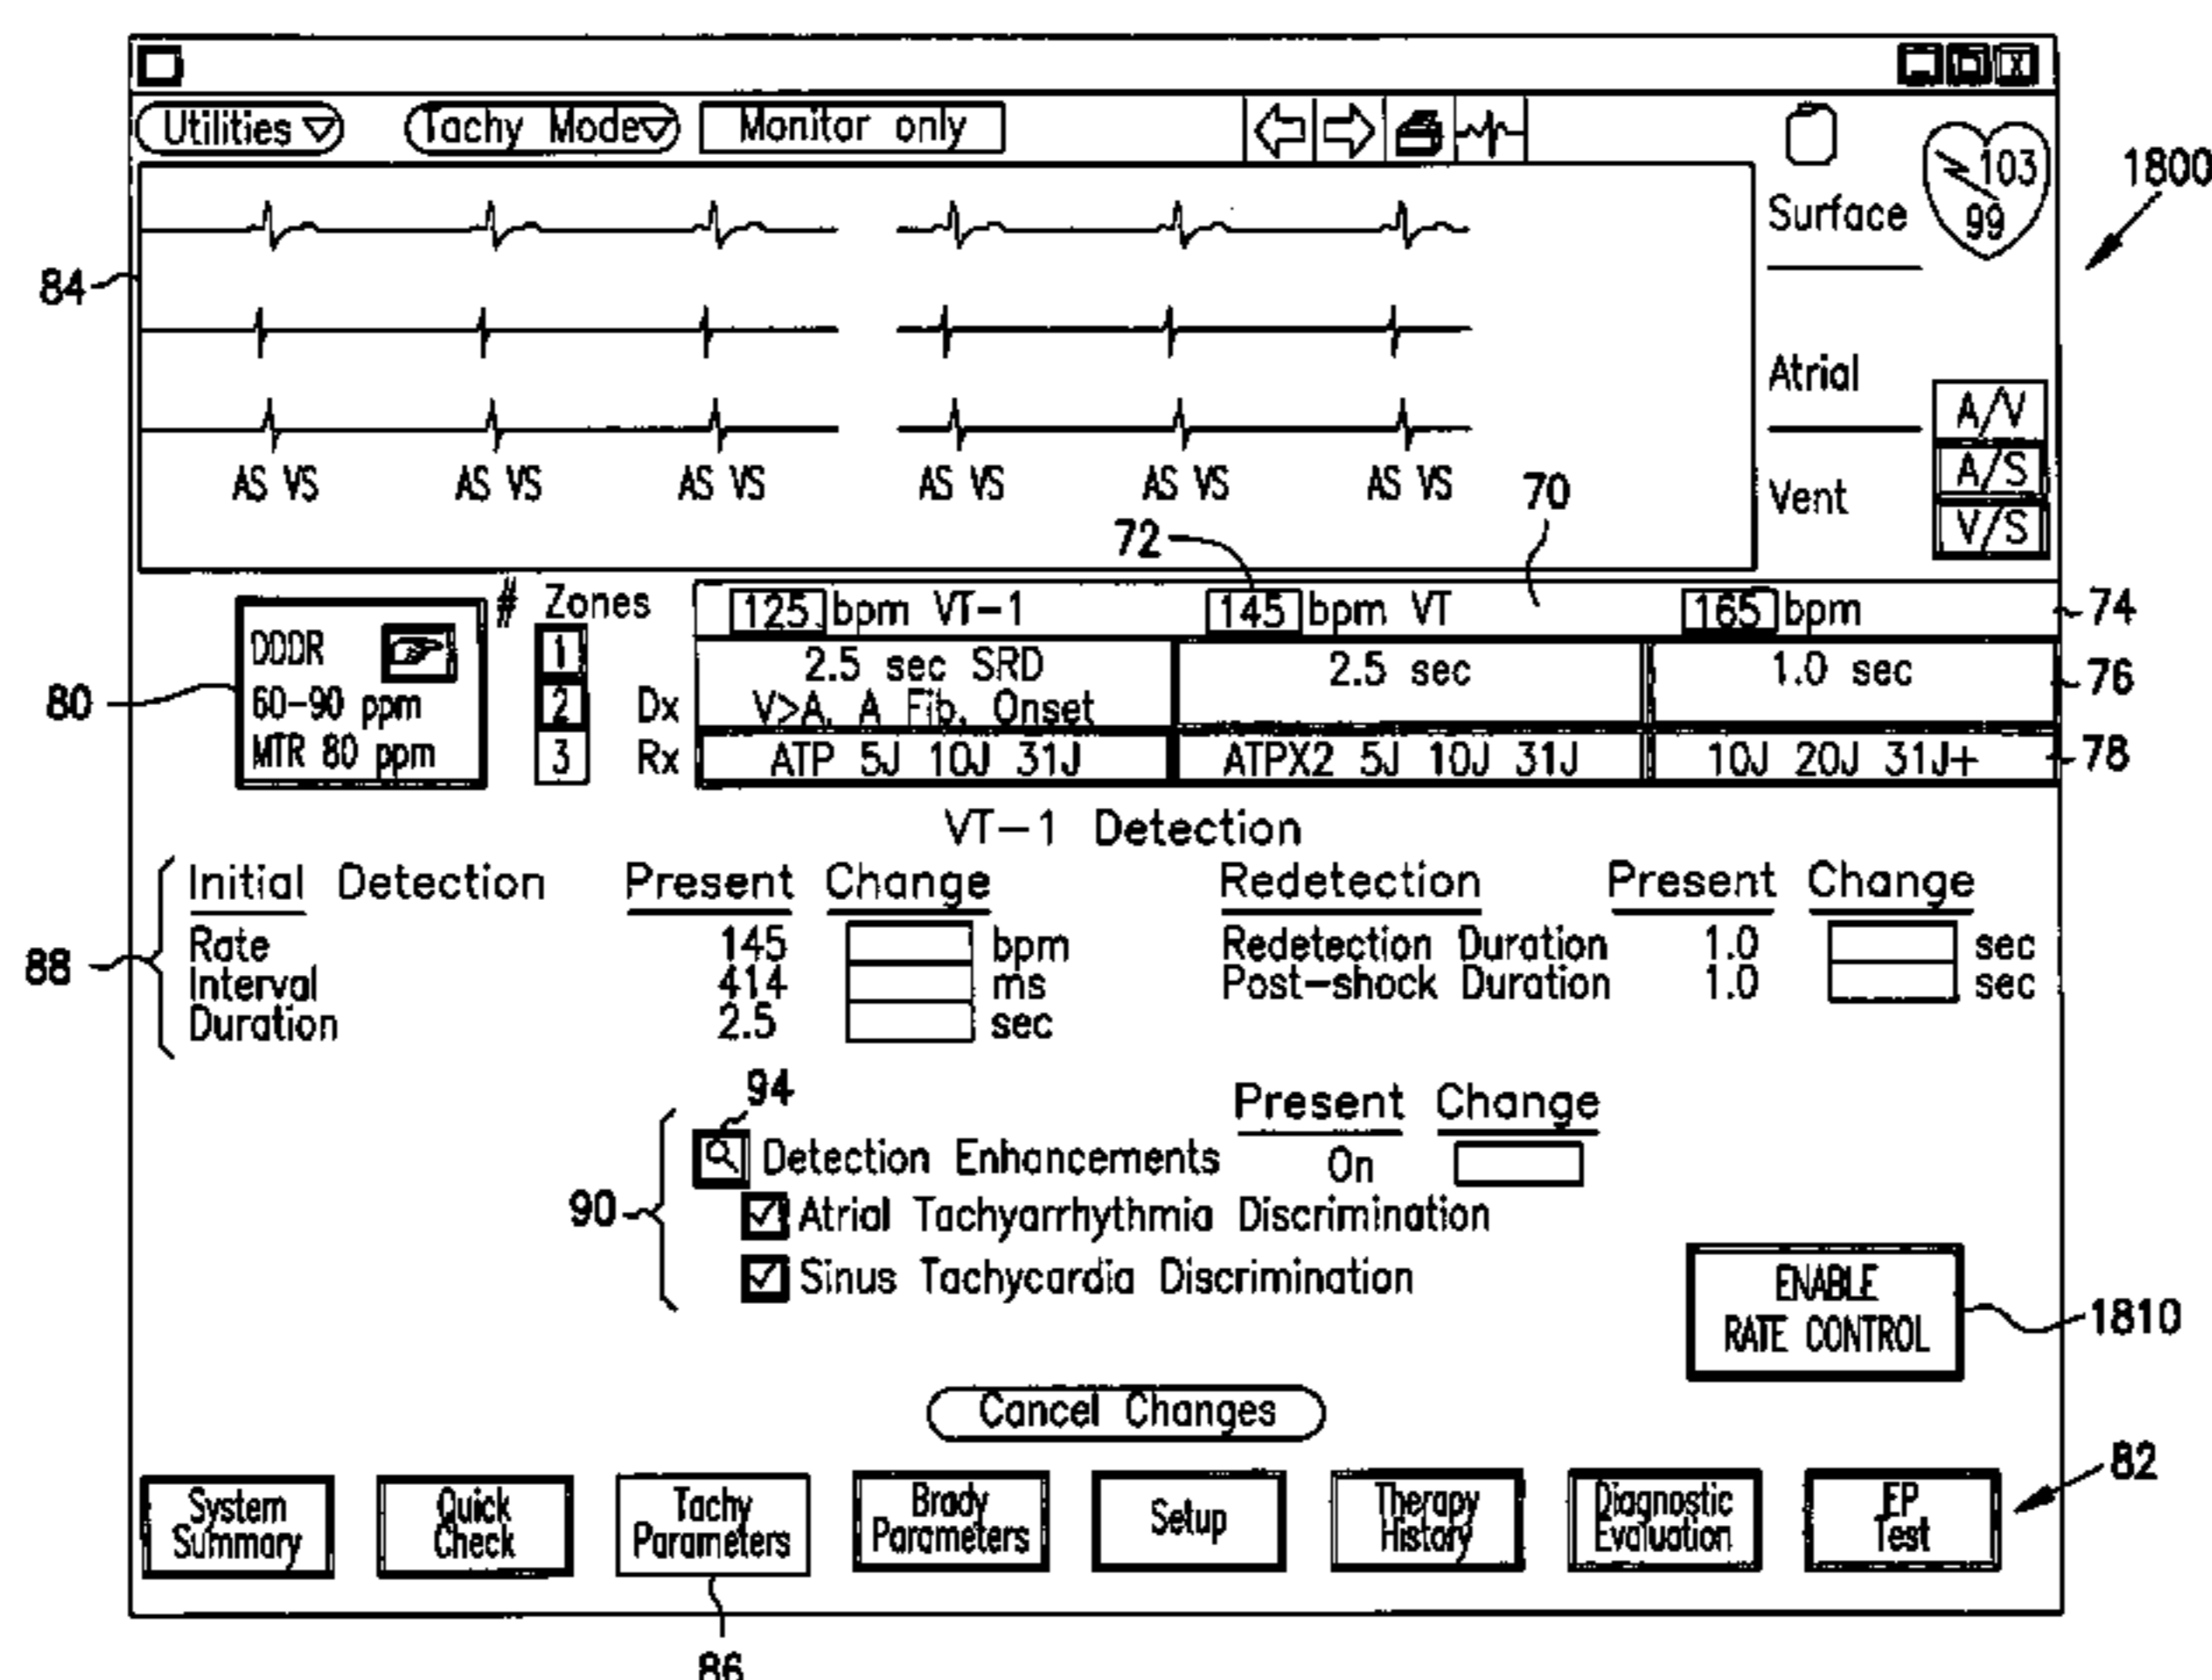 Utilities Tachy Mode Monitor only
103
99
1800
Surface
84
Atrial
A/V
A/S
V/S
Vent
AS VS AS VS AS VS AS VS AS VS AS VS
70
72
# Zones
125 bpm VT-1 145 bpm VT 165 bpm
74
DDDR
60-90 ppm
MTR 80 ppm
80
1
2
3
Dx
Rx
2.5 sec SRD
V>A, A Fib, Onset
2.5 sec
1.0 sec
76
ATP 5J 10J 31J ATPX2 5J 10J 31J 10J 20J 31J+
78
VT-1 Detection
Initial Detection Present Change
Rate 145 bpm
Interval 414 ms
Duration 2.5 sec
88
Redetection Present Change
Redetection Duration 1.0 sec
Post-shock Duration 1.0 sec
94
Present Change
Detection Enhancements On
90
Atrial Tachyarrhythmia Discrimination
Sinus Tachycardia Discrimination
ENABLE
RATE CONTROL
1810
Cancel Changes
82
System
Summary
Quick
Check
Tachy
Parameters
Brady
Parameters
Setup
Therapy
History
Diagnostic
Evaluation
EP
Test
86